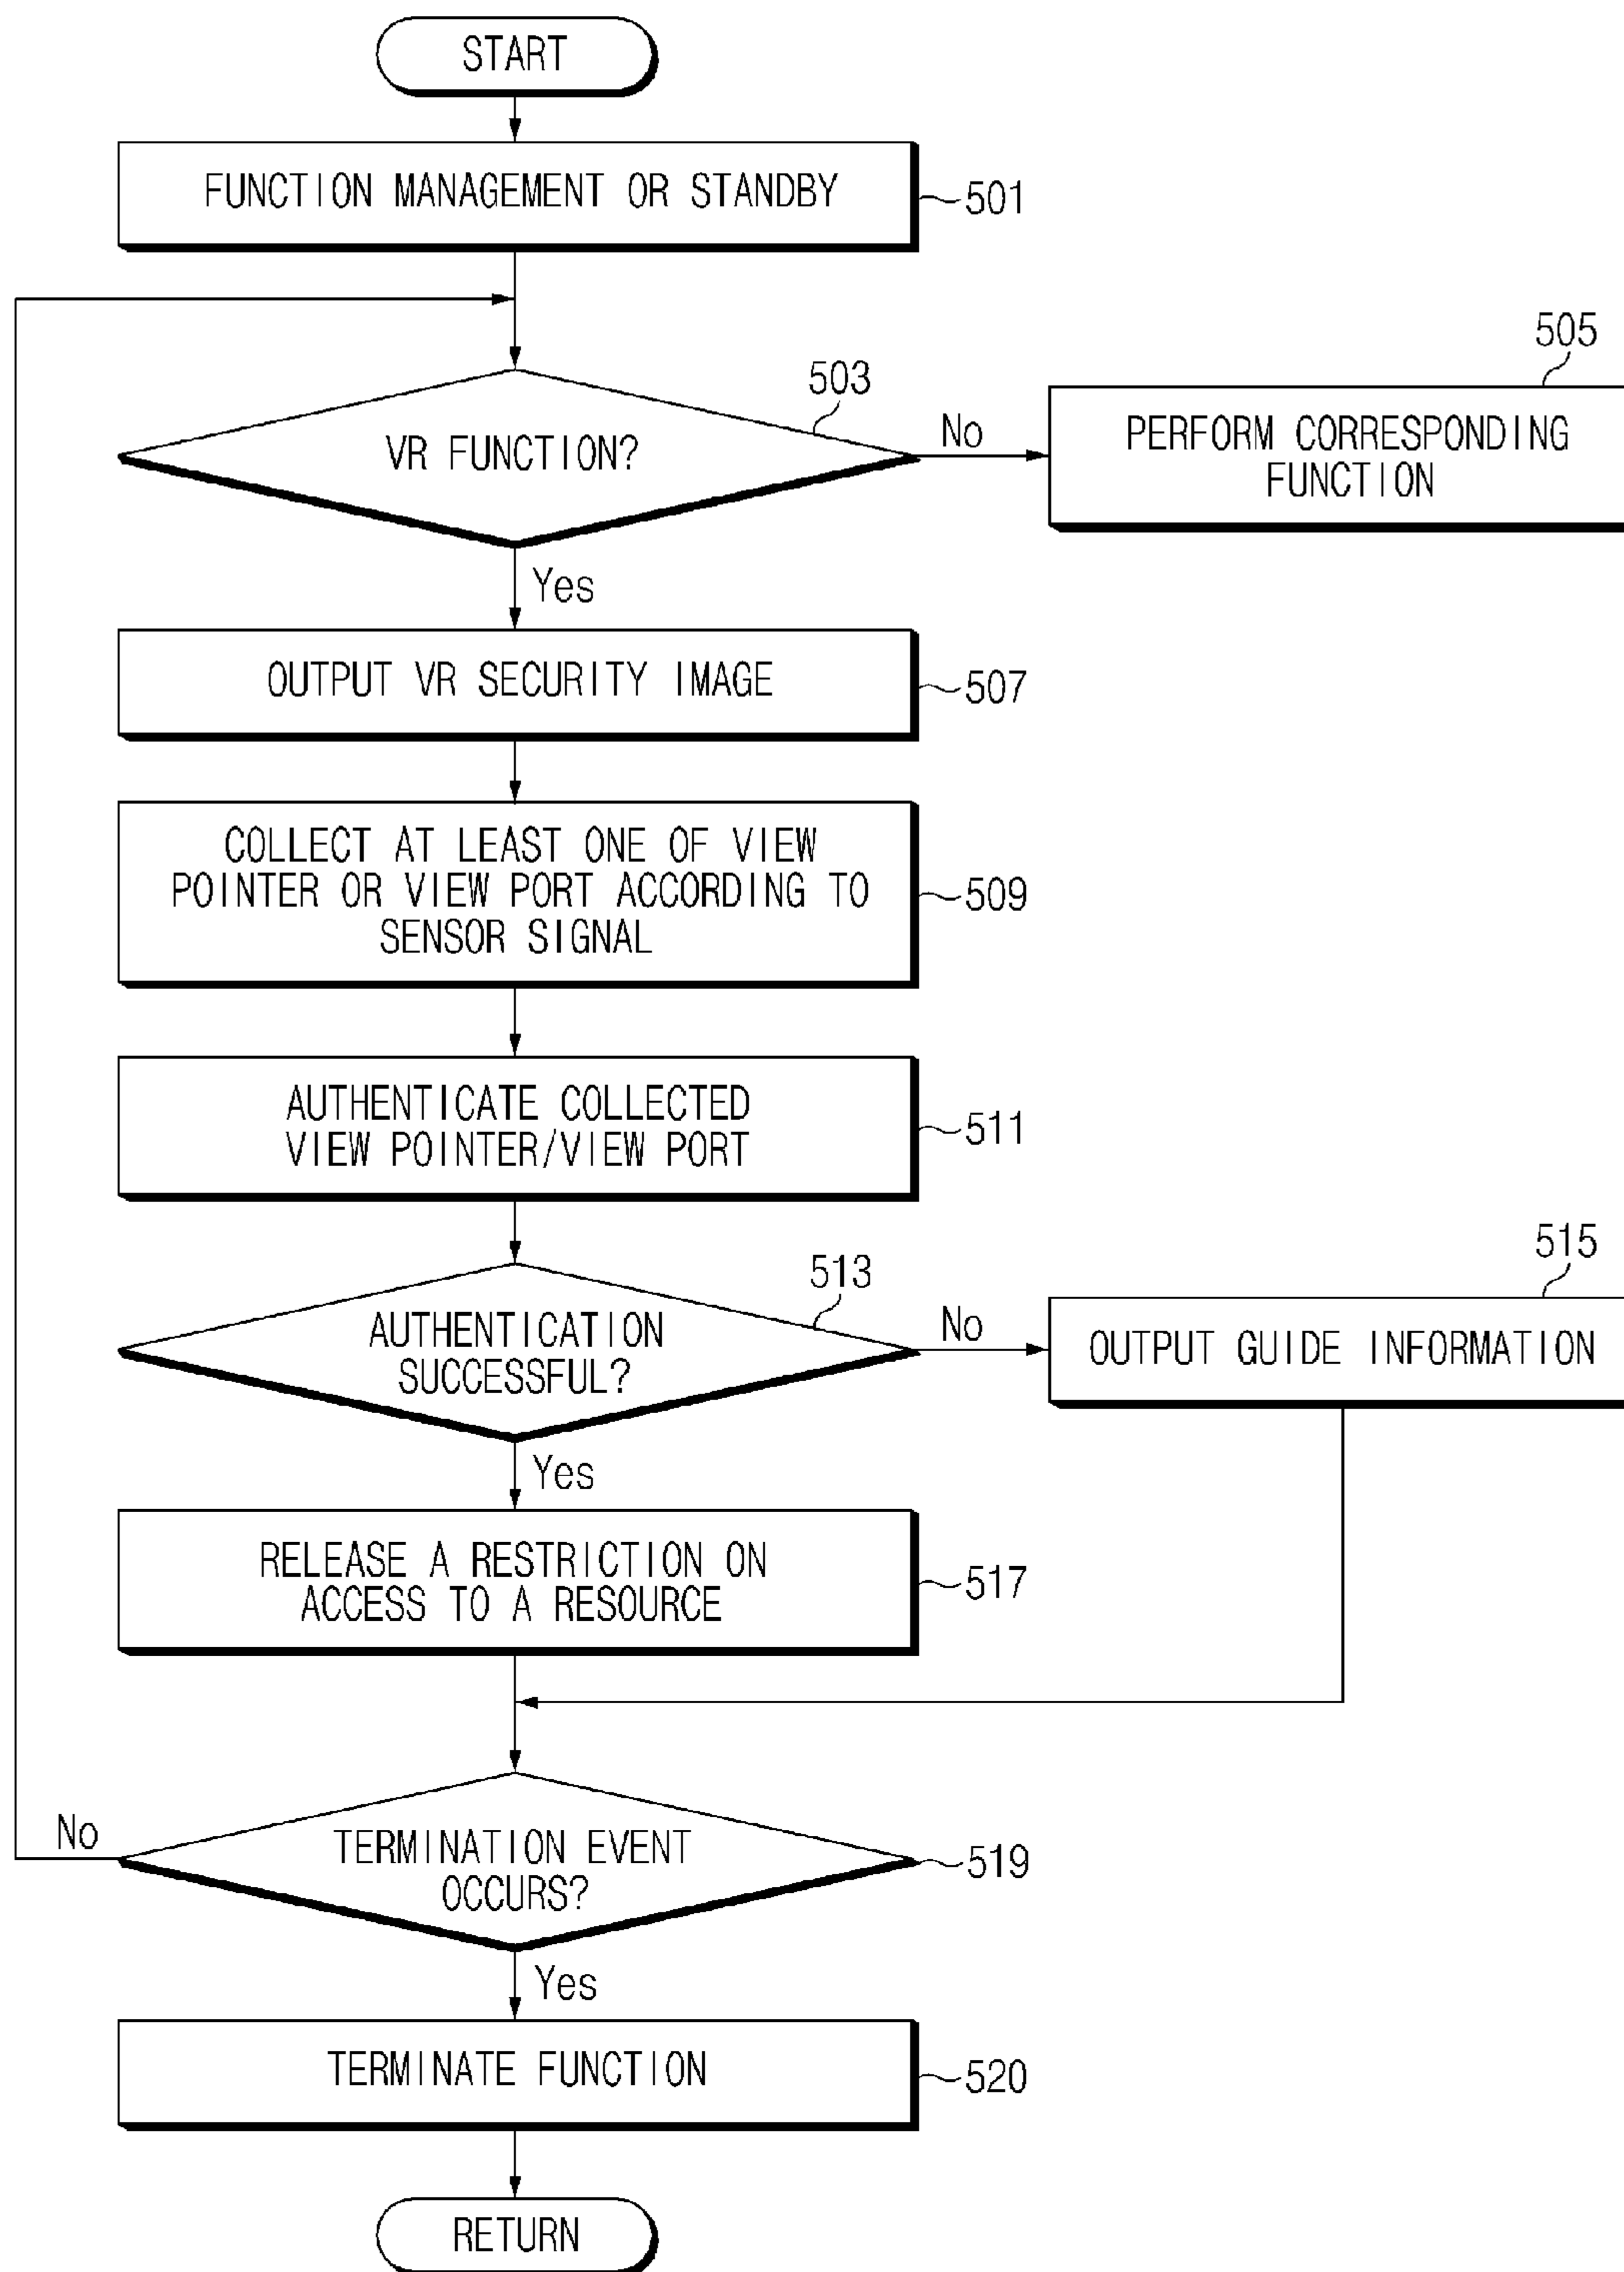 START
FUNCTION MANAGEMENT OR STANDBY
501
503
VR FUNCTION?
No
505
PERFORM CORRESPONDING
FUNCTION
Yes
OUTPUT VR SECURITY IMAGE
507
COLLECT AT LEAST ONE OF VIEW
POINTER OR VIEW PORT ACCORDING TO
SENSOR SIGNAL
509
AUTHENTICATE COLLECTED
VIEW POINTER/VIEW PORT
511
513
AUTHENTICATION
SUCCESSFUL?
No
515
OUTPUT GUIDE INFORMATION
Yes
RELEASE A RESTRICTION ON
ACCESS TO A RESOURCE
517
No
TERMINATION EVENT
OCCURS?
519
Yes
TERMINATE FUNCTION
520
RETURN